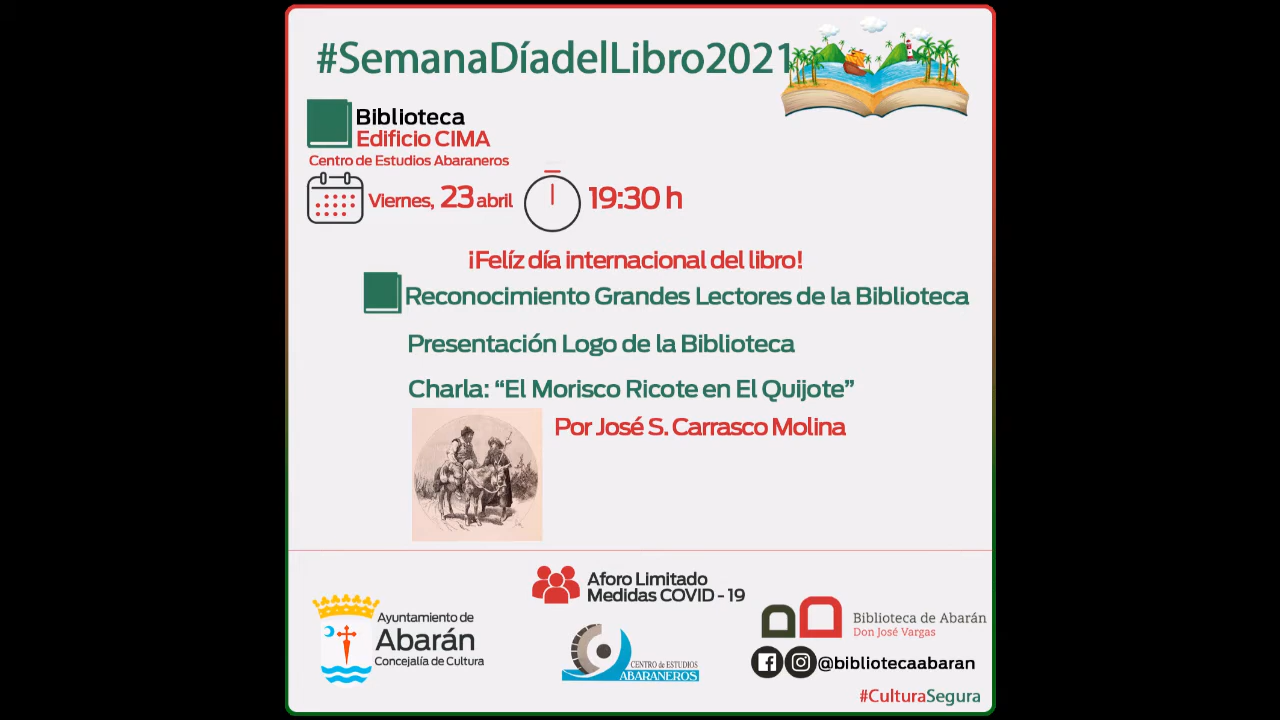 #SemanaDíadelLibro2021
Biblioteca
Edificio CIMA
Centro de Estudios Abaraneros
Viernes, 23 abril
19:30 h
¡Felíz día internacional del libro!
Reconocimiento Grandes Lectores de la Biblioteca
Presentación Logo de la Biblioteca
Charla: “El Morisco Ricote en El Quijote”
Por José S. Carrasco Molina
Aforo Limitado
Medidas COVID - 19
Ayuntamiento de
Abarán
Concejalía de Cultura
CENTRO de ESTUDIOS
ABARANEROS
Biblioteca de Abarán
Don José Vargas
@bibliotecaabaran
#CulturaSegura